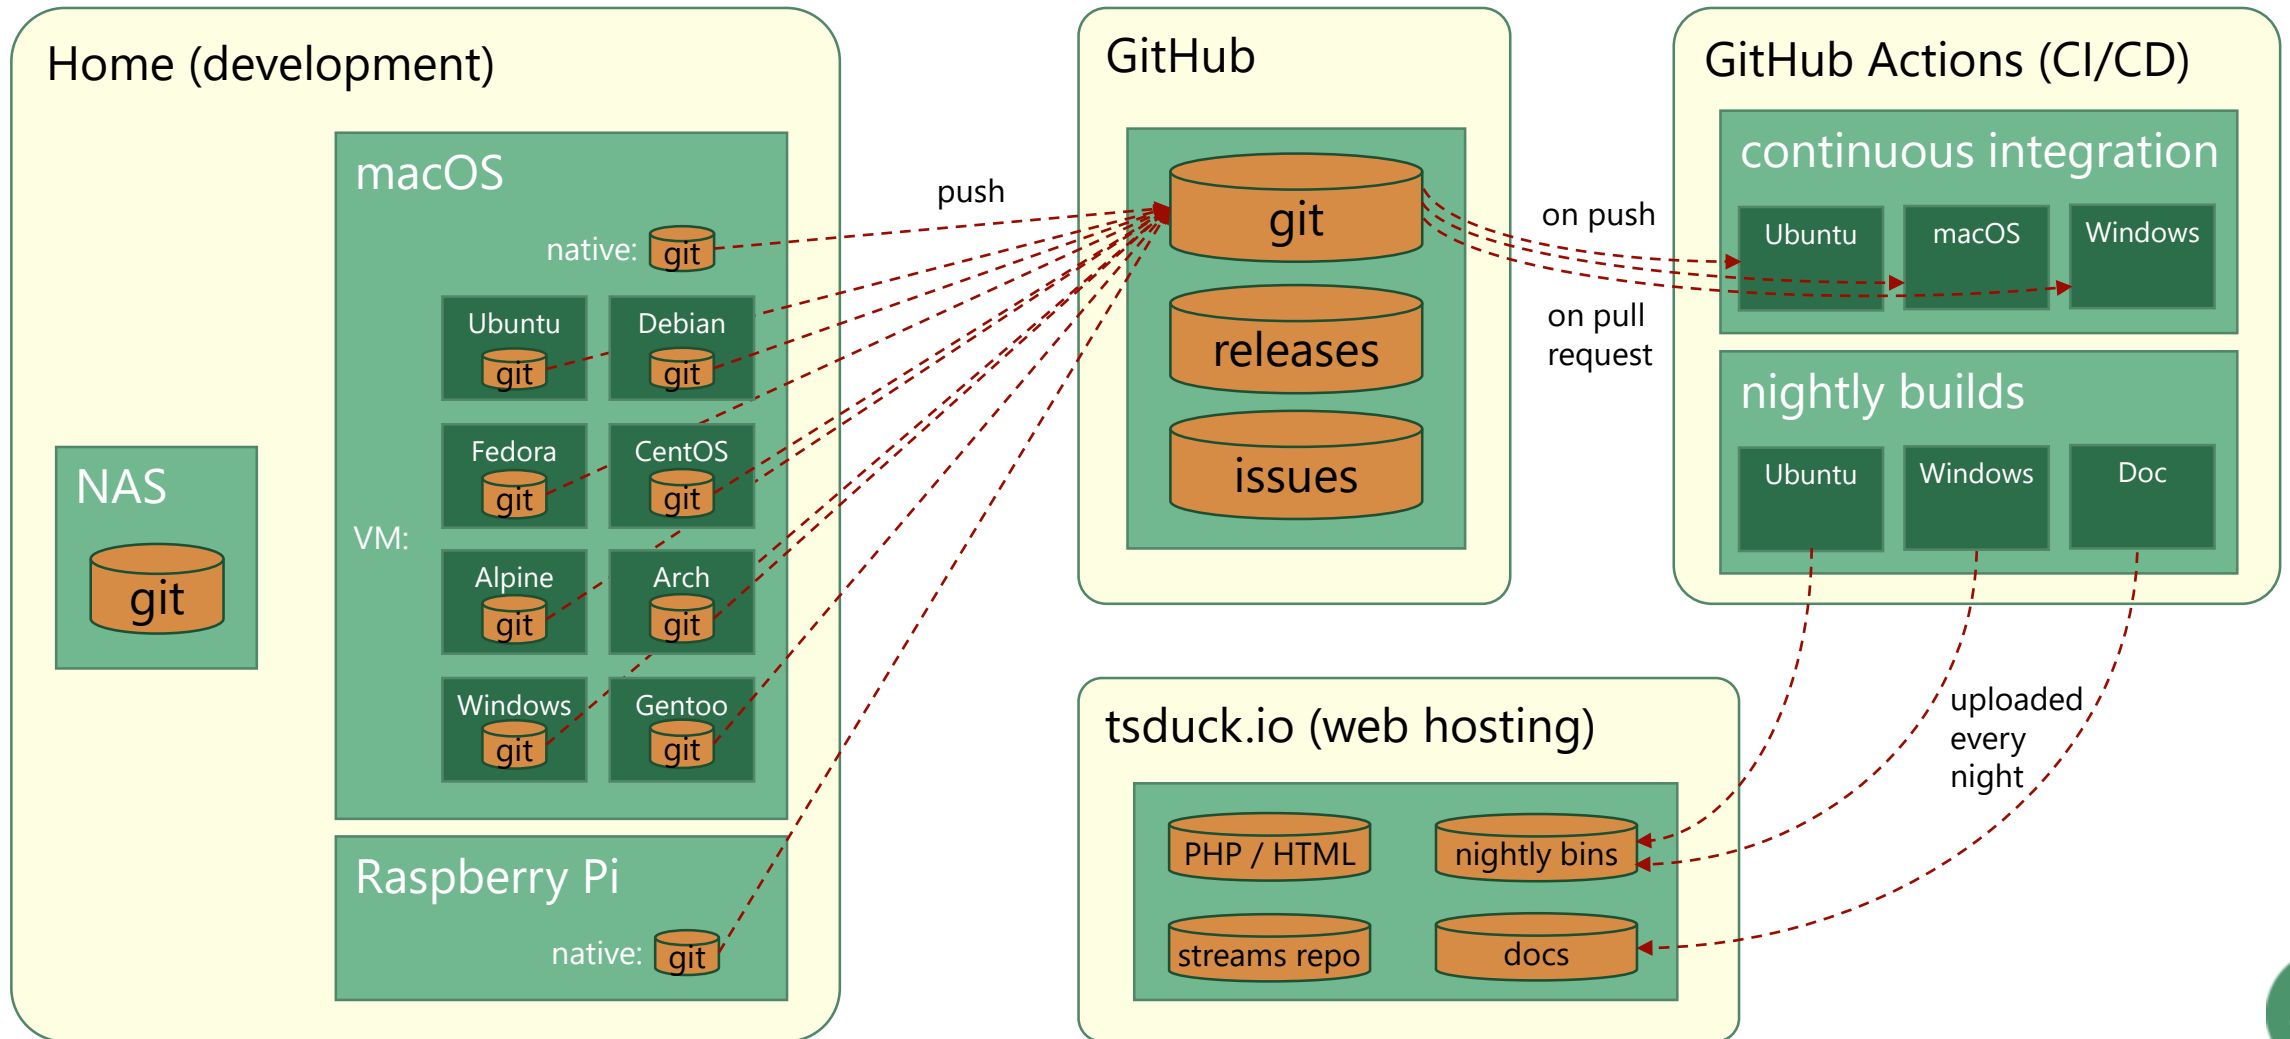 Home (development)
macOS
native:
git
Ubuntu
git
Debian
git
Fedora
git
CentOS
git
VM:
Alpine
git
Arch
git
Windows
git
Gentoo
git
NAS
git
Raspberry Pi
native:
git
push
GitHub
git
releases
issues
on push
on pull
request
GitHub Actions (CI/CD)
continuous integration
Ubuntu
macOS
Windows
nightly builds
Ubuntu
Windows
Doc
uploaded
every
night
tsduck.io (web hosting)
PHP / HTML
nightly bins
streams repo
docs